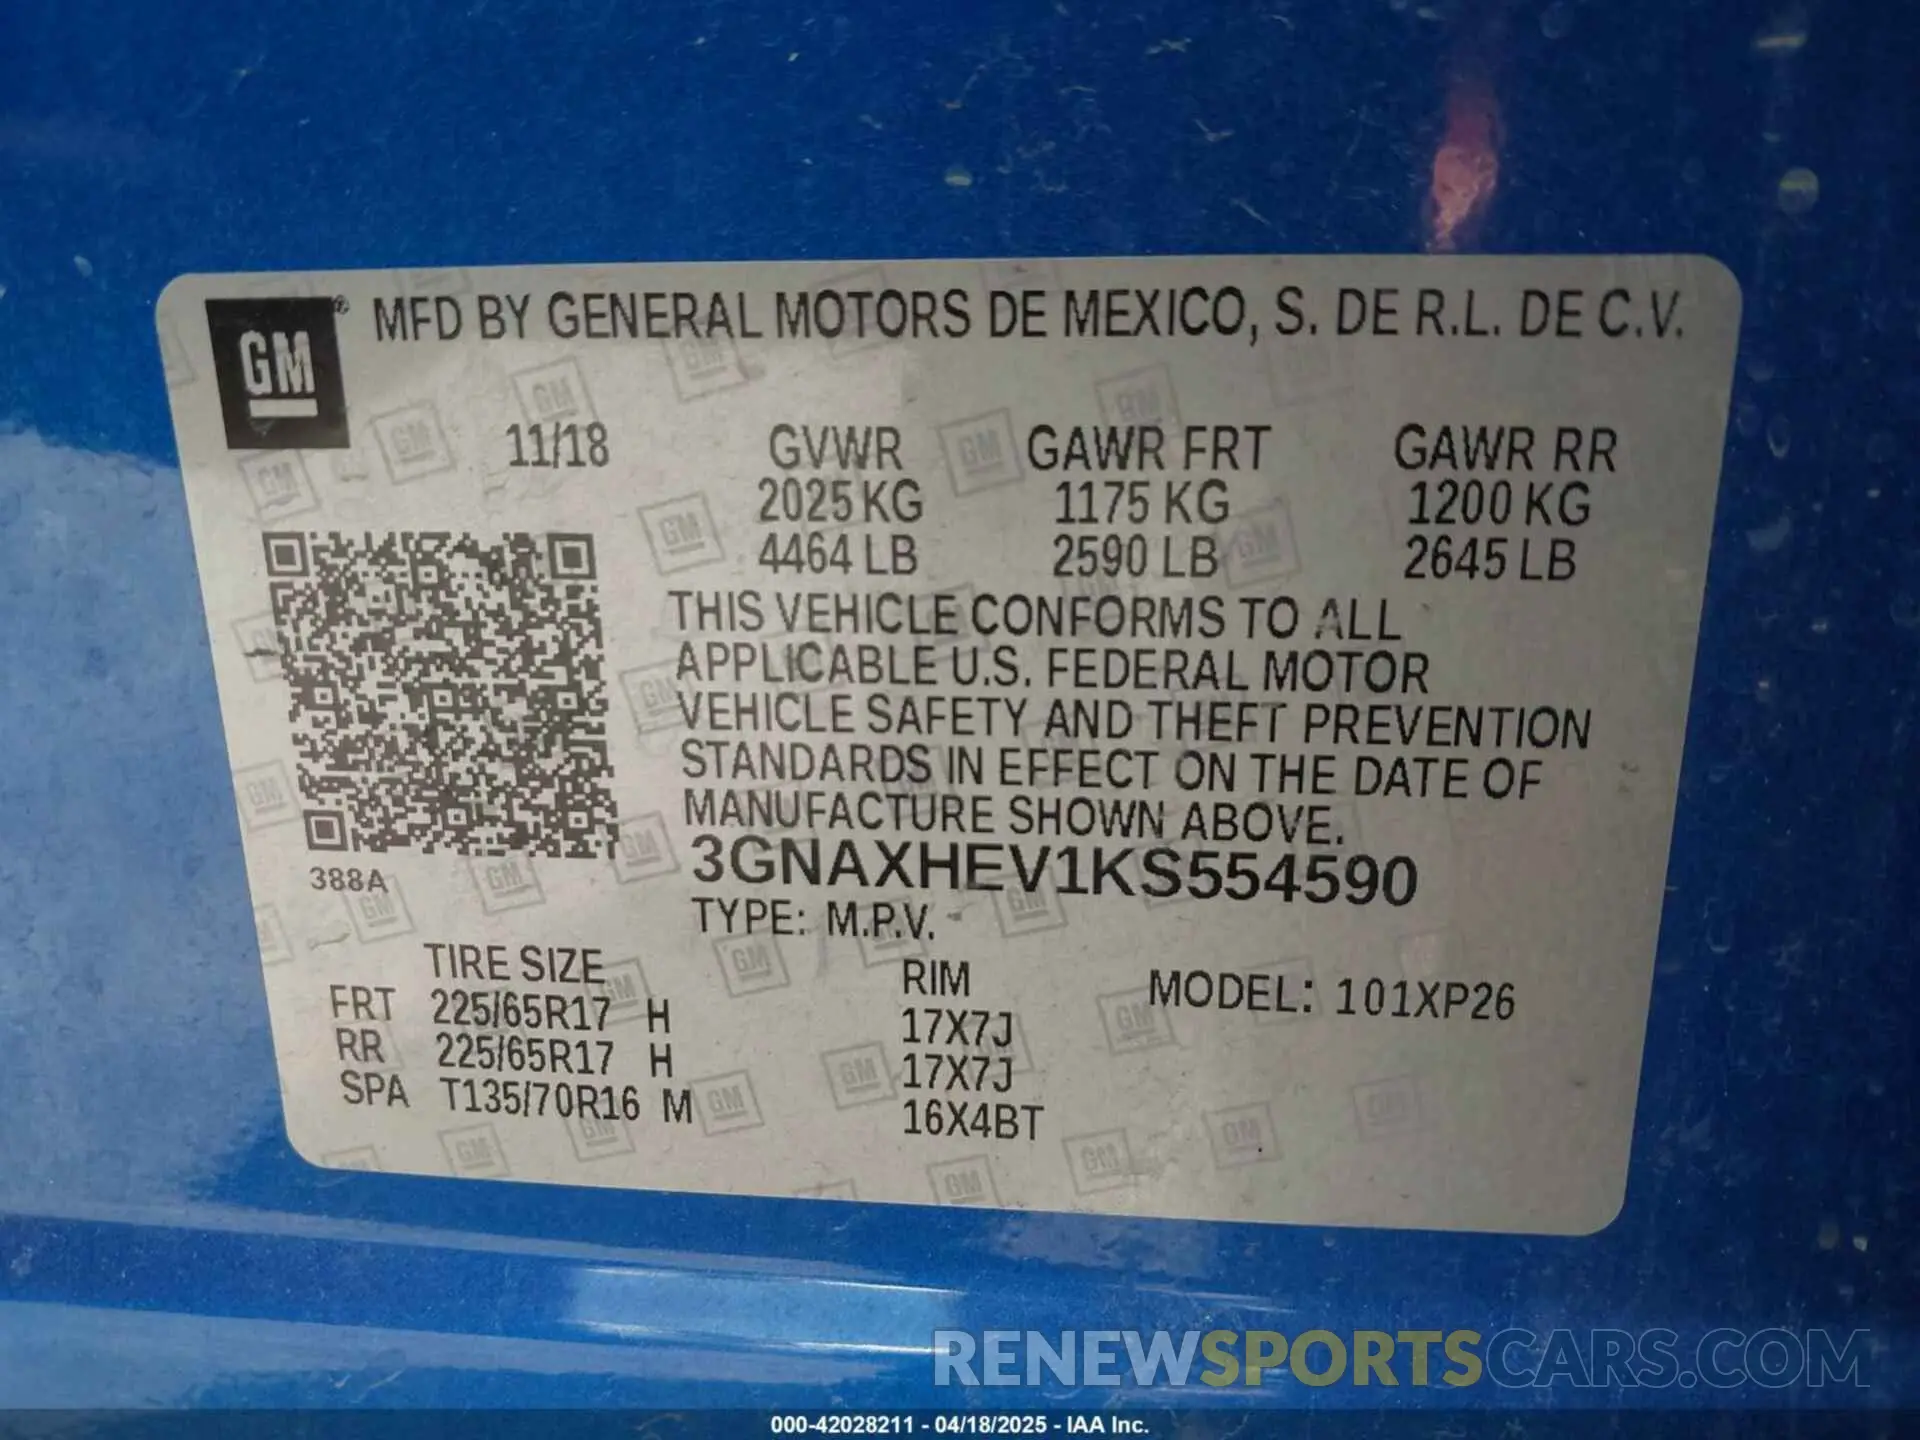 GM ® MFD BY GENERAL MOTORS DE MEXICO, S. DE R.L. DE C.V.
11/18 GVWR GAWR FRT GAWR RR
2025 KG 1175 KG 1200 KG
4464 LB 2590 LB 2645 LB
THIS VEHICLE CONFORMS TO ALL
APPLICABLE U.S. FEDERAL MOTOR
VEHICLE SAFETY AND THEFT PREVENTION
STANDARDS IN EFFECT ON THE DATE OF
MANUFACTURE SHOWN ABOVE.
388A
3GNAXHEV1KS554590
TYPE: M.P.V.
TIRE SIZE RIM MODEL: 101XP26
FRT 225/65R17 H 17X7J
RR 225/65R17 H 17X7J
SPA T135/70R16 M 16X4BT
RENEWSPORTSCARS.COM
000-42028211 - 04/18/2025 - IAA Inc.